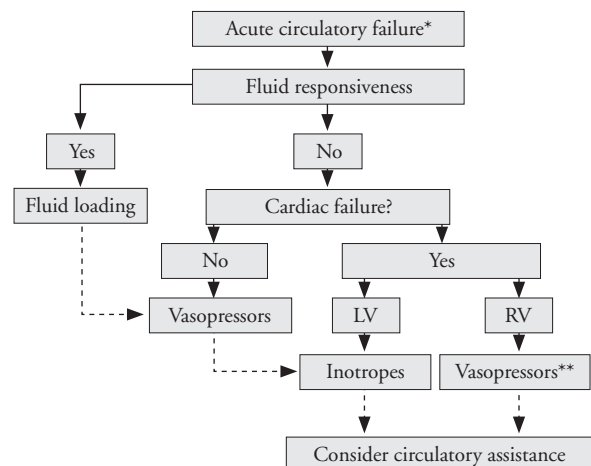 Acute circulatory failure*
Fluid responsiveness
Yes
No
Fluid loading
Cardiac failure?
No
Yes
Vasopressors
LV
RV
Inotropes
Vasopressors**
Consider circulatory assistance